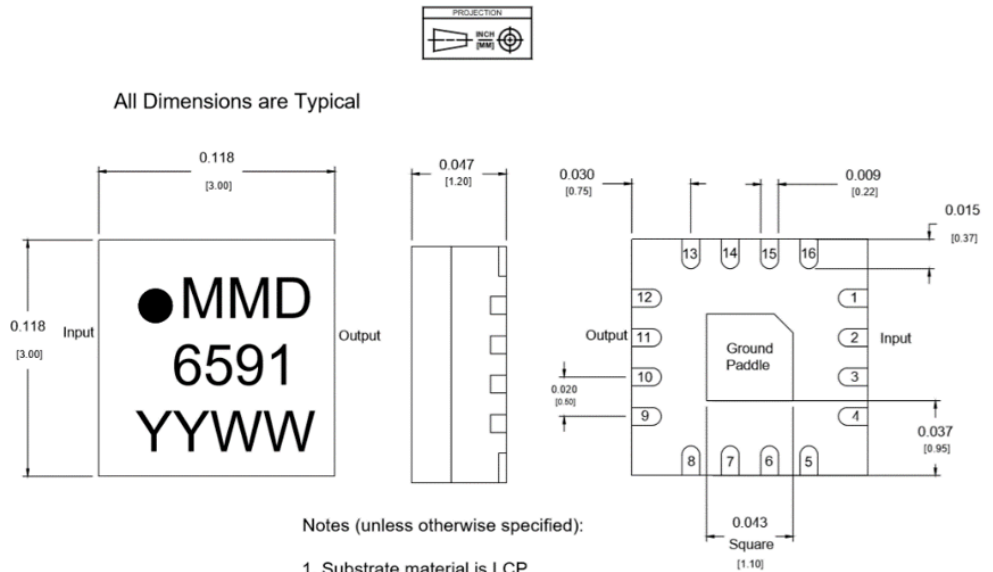 PROJECTION
INCH
[MM]
All Dimensions are Typical
0.118
[3.00]
0.047
[1.20]
0.030
[0.75]
0.009
[0.22]
0.015
[0.37]
13 14 15 16
0.118
[3.00]
Input
MMD
6591
YYWW
Output
12
11
10
9
Output
0.020
[0.50]
Ground
Paddle
1
2
3
4
Input
0.037
[0.95]
8 7 6 5
0.043
Square
[1.10]
Notes (unless otherwise specified):
1. Substrate material is LCP